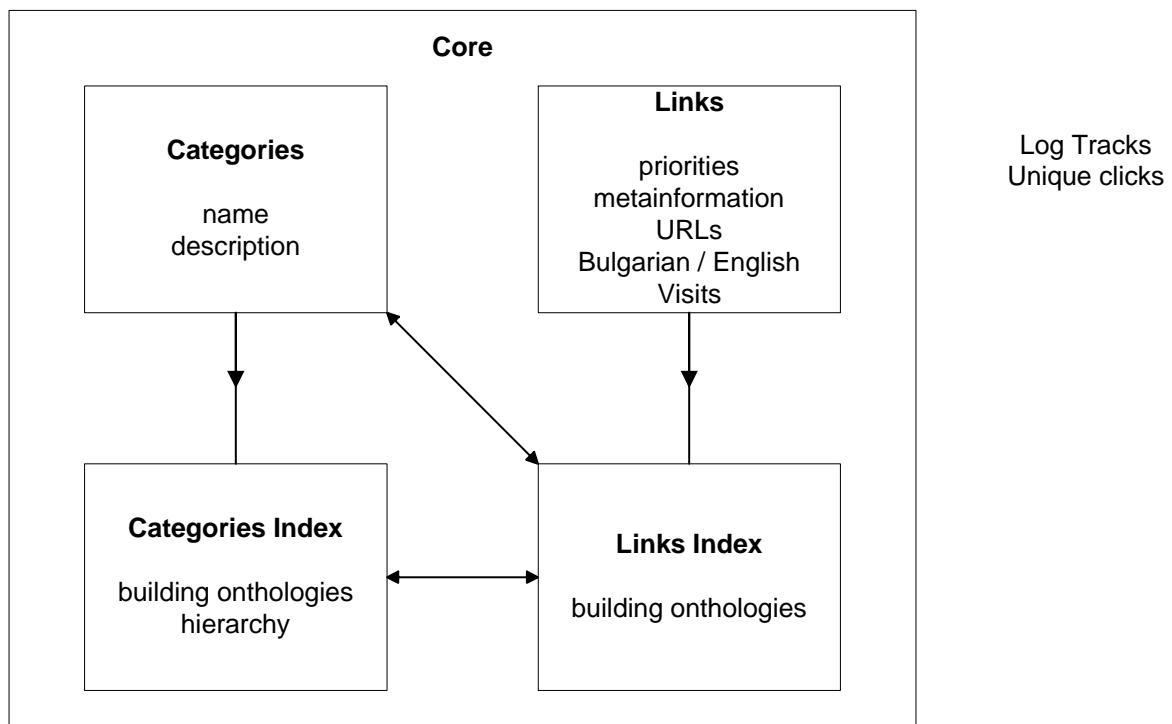 Core
Categories
name
description
Links
priorities
metainformation
URLs
Bulgarian / English
Visits
Log Tracks
Unique clicks
Categories Index
building onthologies
hierarchy
Links Index
building onthologies